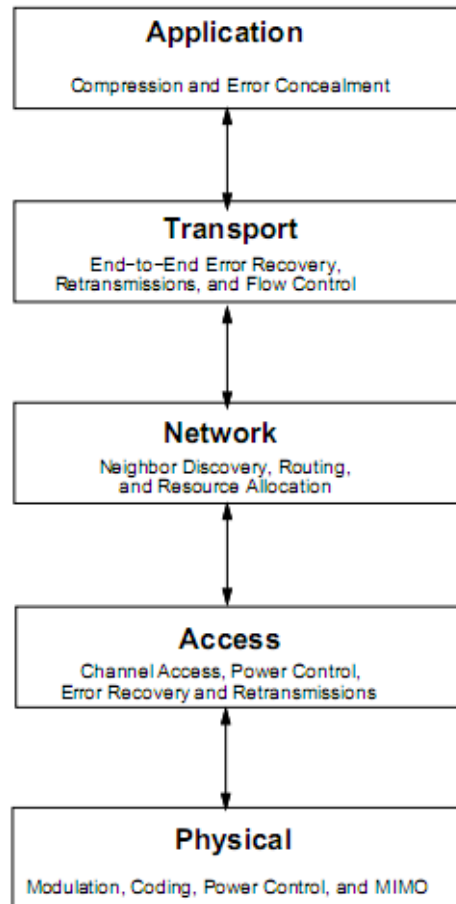 Application
Compression and Error Concealment
Transport
End-to-End Error Recovery,
Retransmissions, and Flow Control
Network
Neighbor Discovery, Routing,
and Resource Allocation
Access
Channel Access, Power Control,
Error Recovery and Retransmissions
Physical
Modulation, Coding, Power Control, and MIMO